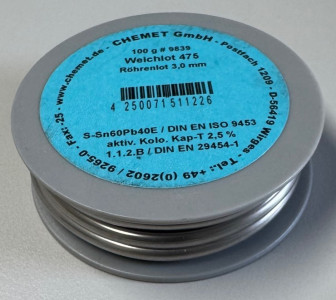 www.chemet.de - CHEMET GmbH - Postfach 1209 - D-56419 Wirges - Tel.: +49 (0)2602 / 9265-0 - Fax: -25 -
100 g # 9839
Weichlot 475
Röhrenlot 3,0 mm
4 250071 511226
S-Sn60Pb40E / DIN EN ISO 9453
aktiv. Kolo. Kap-T 2,5 %
1.1.2.B / DIN EN 29454-1